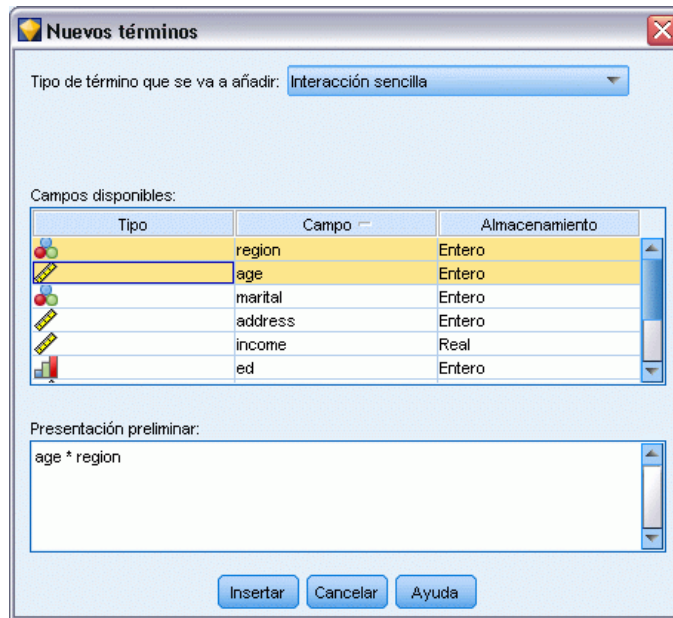 Nuevos términos
Tipo de término que se va a añadir: Interacción sencilla
Campos disponibles:
Tipo Campo Almacenamiento
region Entero
age Entero
marital Entero
address Entero
income Real
ed Entero
Presentación preliminar:
age * region
Insertar Cancelar Ayuda